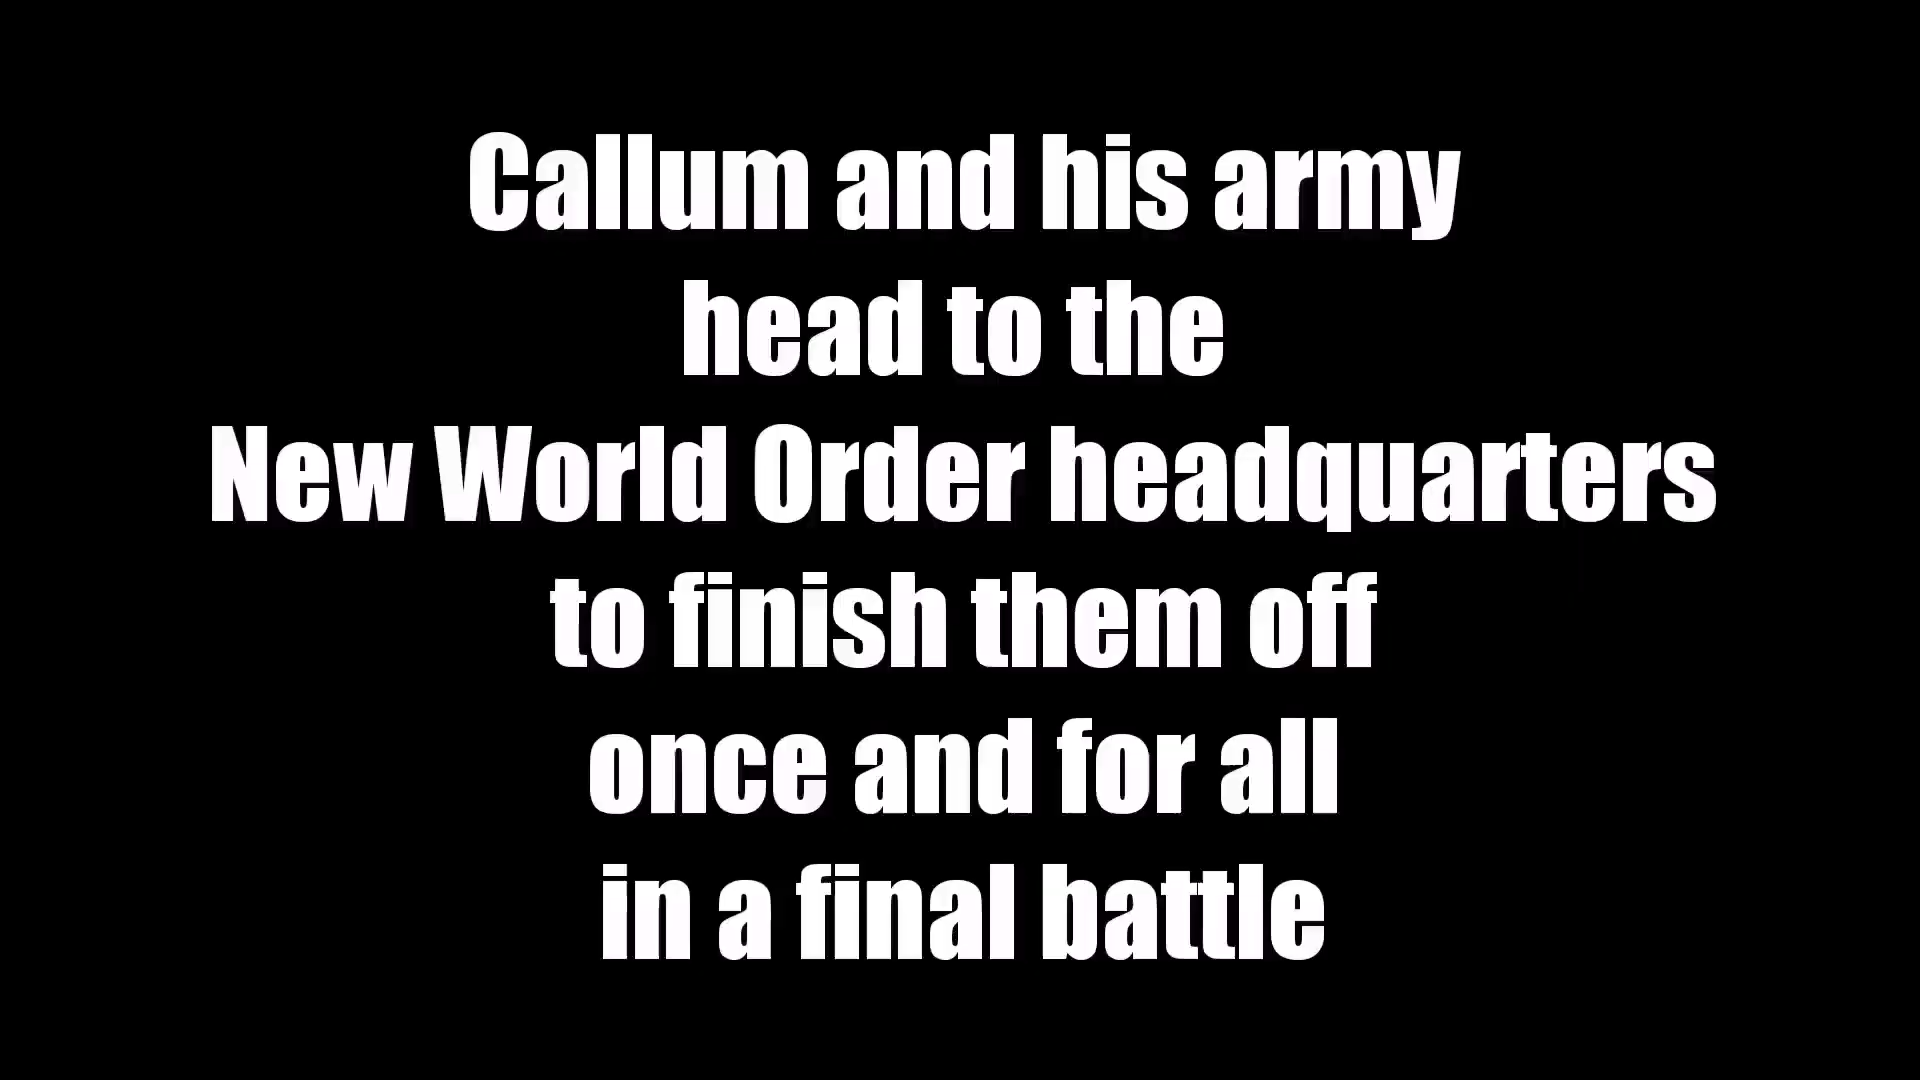 Callum and his army
head to the
New World Order headquarters
to finish them off
once and for all
in a final battle